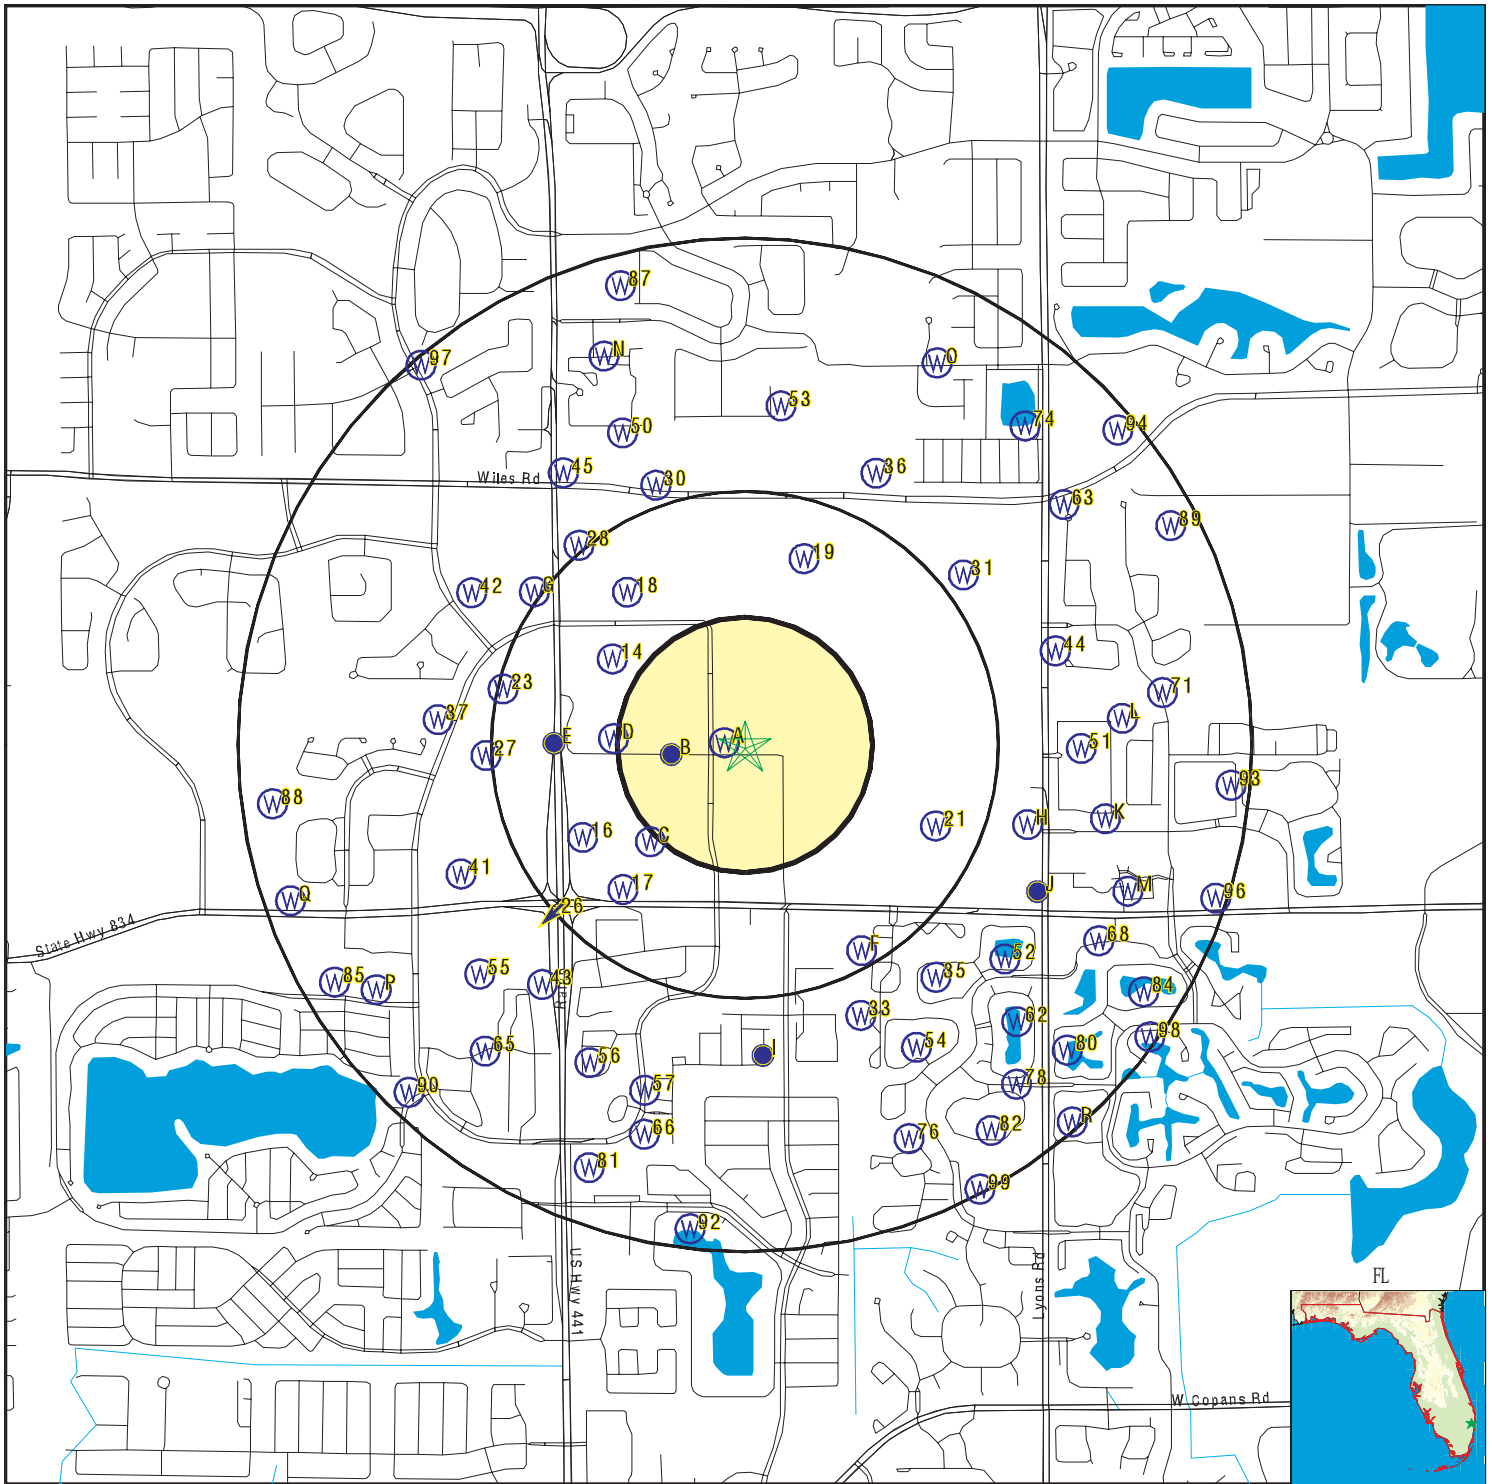 W 87
W N
W 97
W O
W 53
W 74
W 94
W 50
Wiles Rd
W 45
W 36
W 30
W 63
W 89
W 28
W 19
W 31
W 42
W G
W 18
W 44
W 14
W 23
W 71
W 37
W L
E
W D
W A
W 51
W 27
B
W 93
W 88
W K
W H
W 21
W 16
W C
W 41
W 17
J
W M
W 96
W Q
26
State Hwy 834
W 68
W F
W 52
W 55
W 35
W 85
W P
W 43
W 84
W 33
W 62
W 98
W 54
W 65
W 80
I
W 56
W 78
W 90
W 57
W R
W 82
W 66
W 76
W 81
W 99
W 92
US Hwy 441
Lyons Rd
FL
W Copans Rd